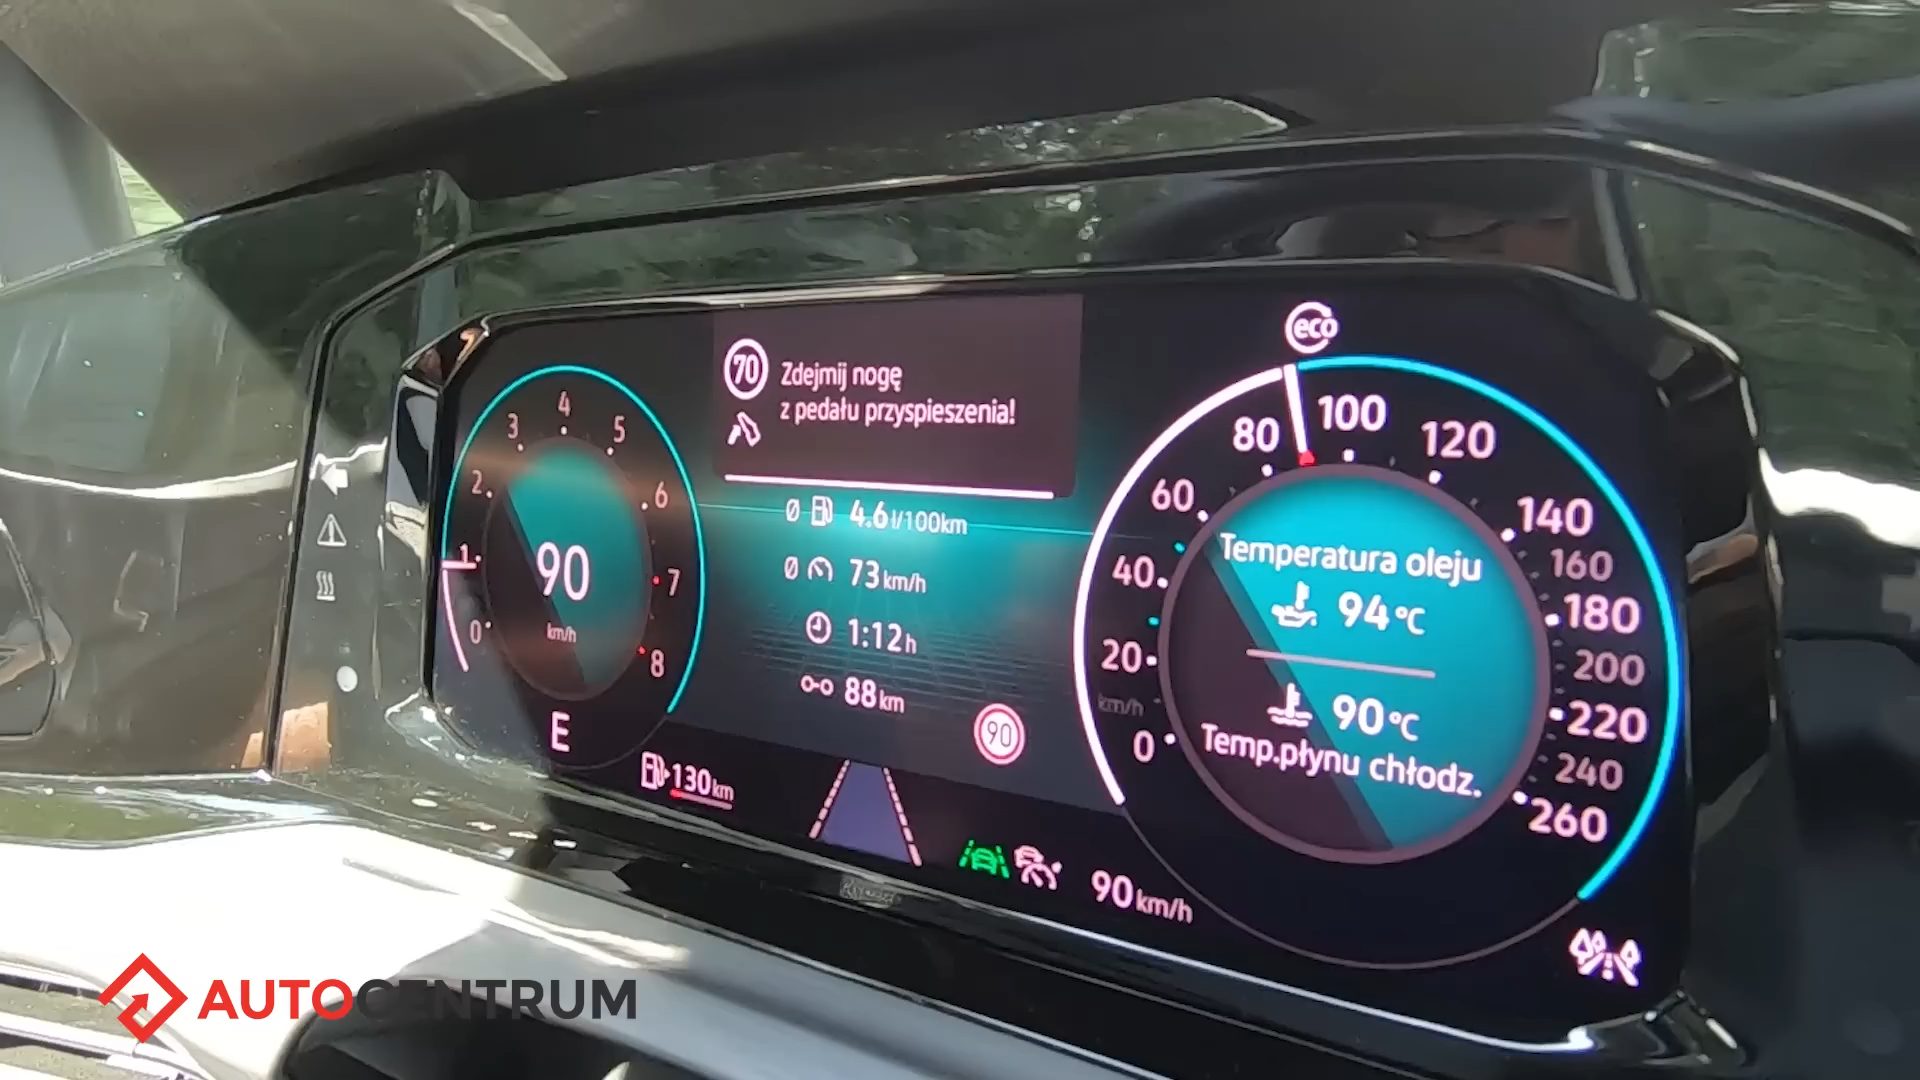 eco
70
Zdejmij nogę
z pedału przyspieszenia!
0
1
2
3
4
5
6
7
8
90
km/h
E
130 km
Ø 4.6 l/100km
Ø 73 km/h
1:12 h
88 km
90
90 km/h
0
km/h
20
40
60
80
100
120
140
160
180
200
220
240
260
Temperatura oleju
94 °C
90 °C
Temp.płynu chłodz.
AUTOCENTRUM